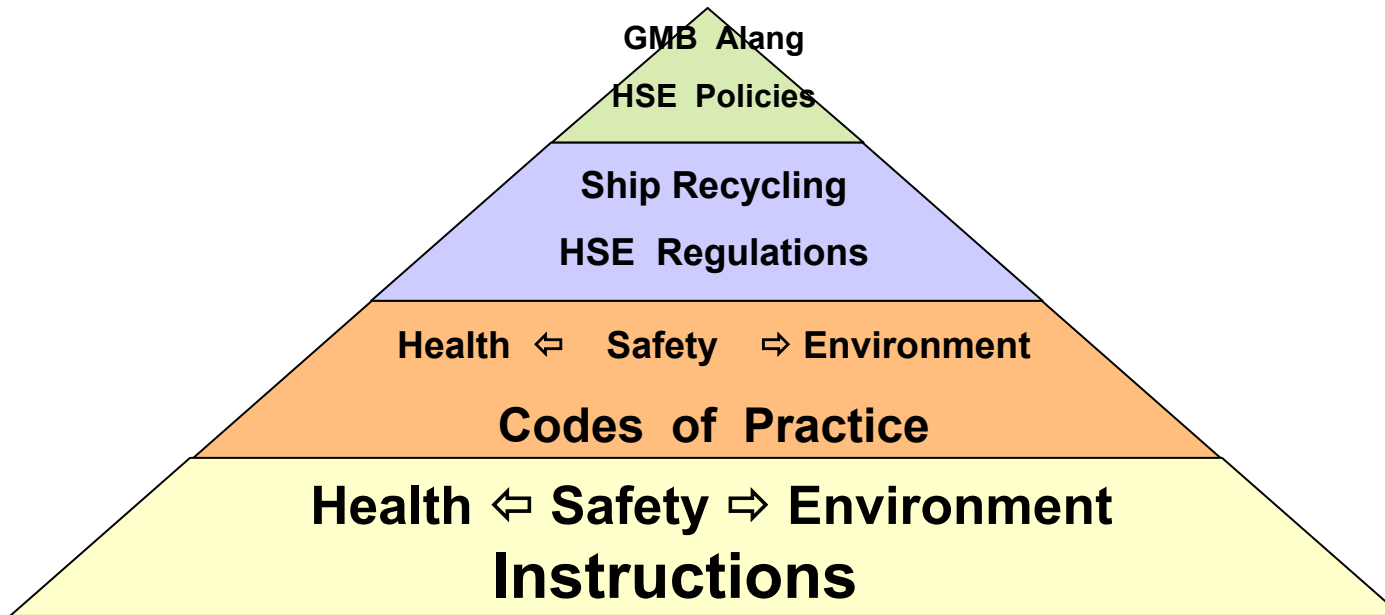 GMB Alang
HSE Policies
Ship Recycling
HSE Regulations
Health ⇦ Safety ⇨ Environment
Codes of Practice
Health ⇦ Safety ⇨ Environment
Instructions